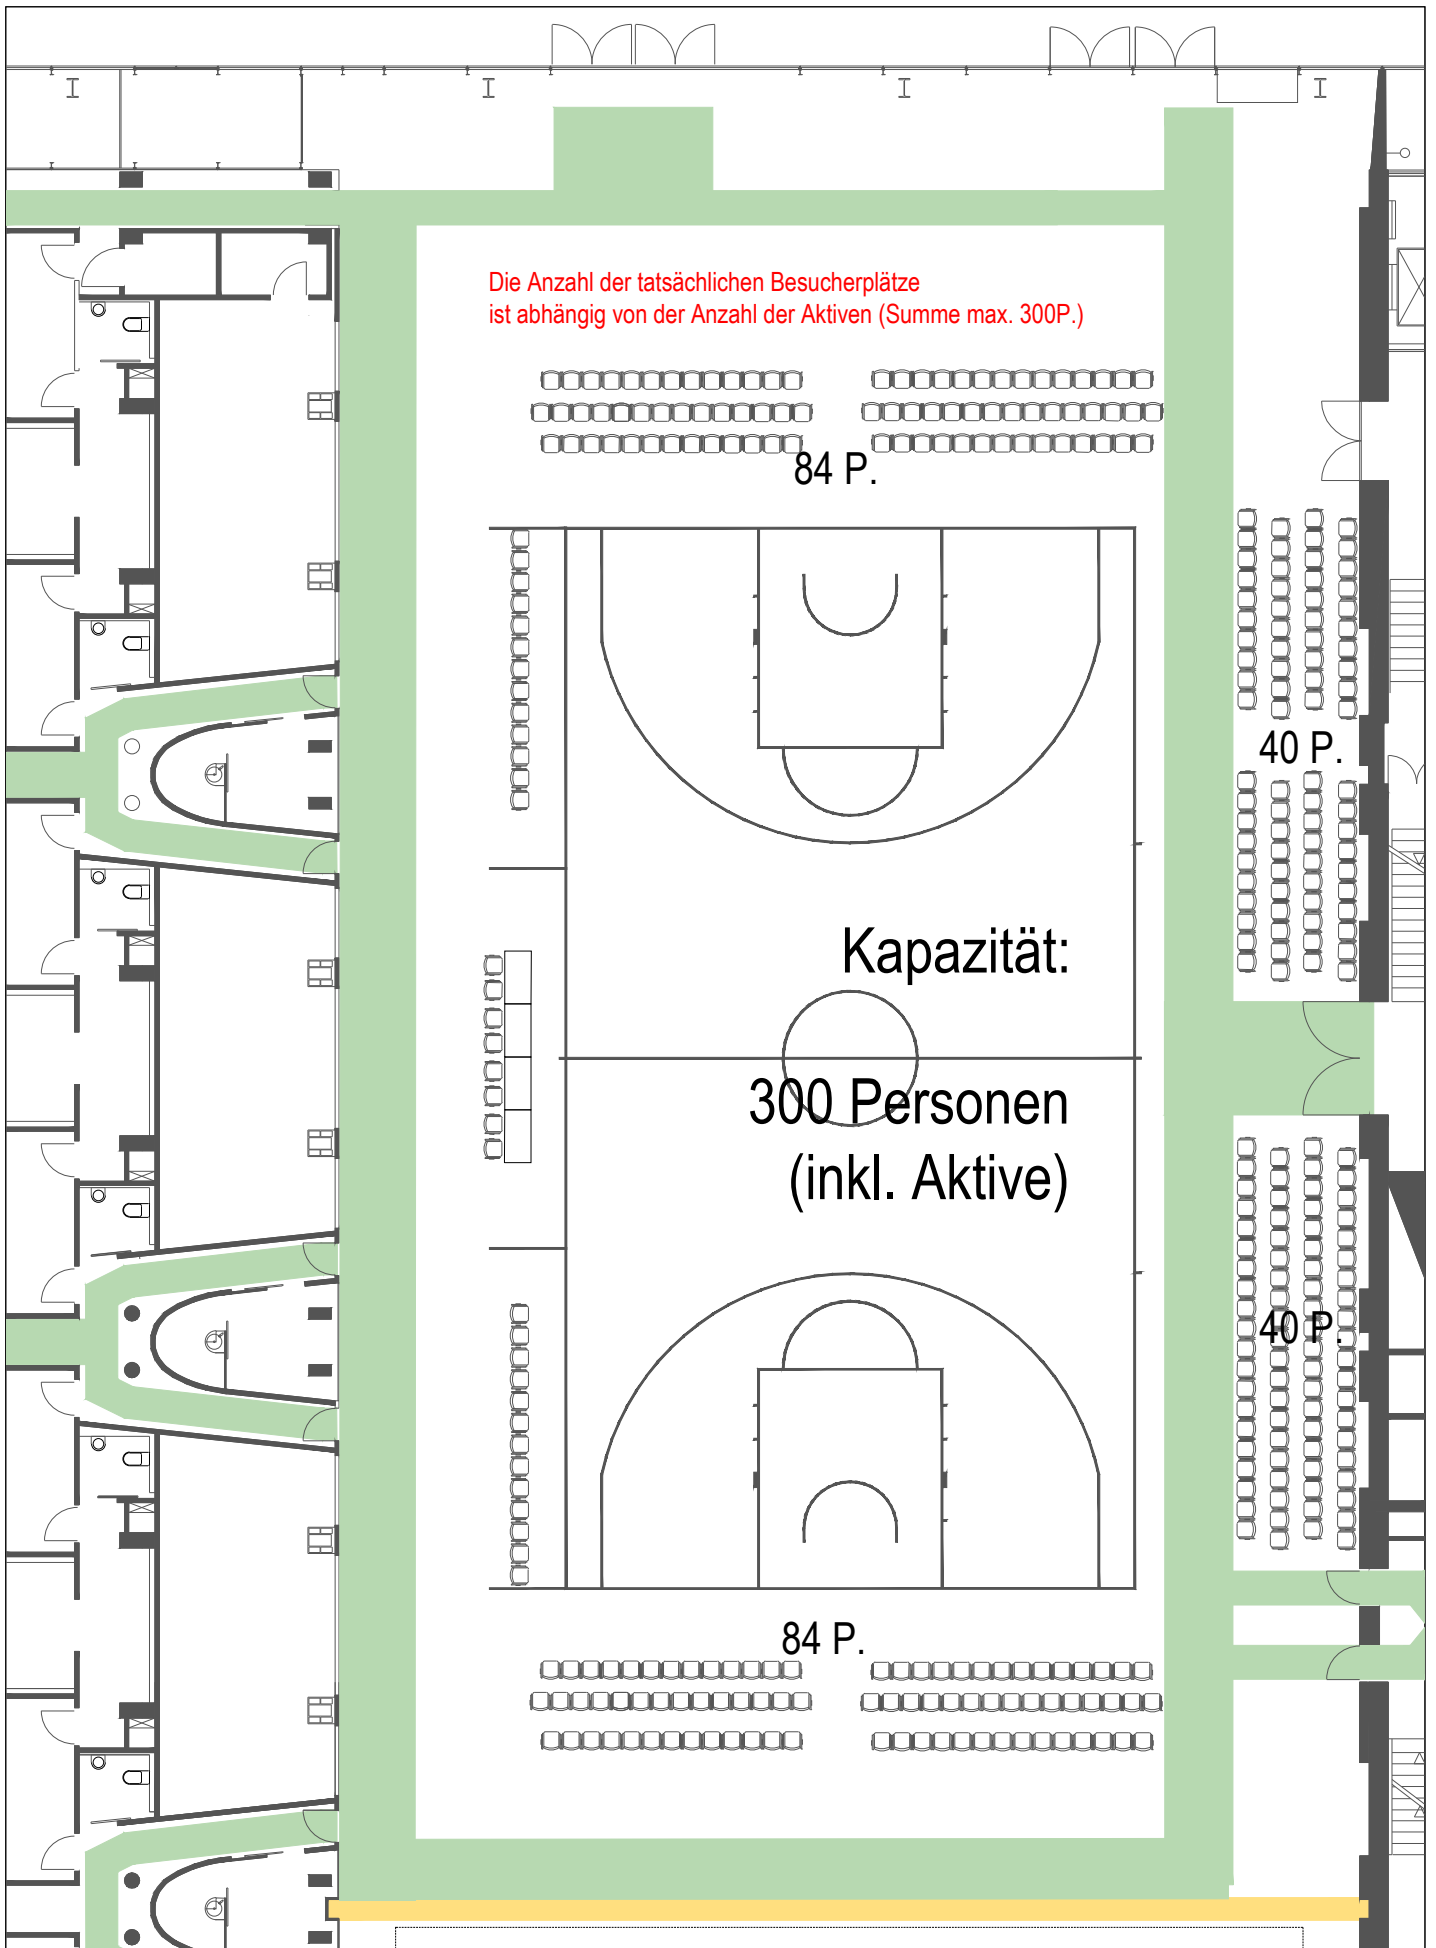 Die Anzahl der tatsächlichen Besucherplätze
ist abhängig von der Anzahl der Aktiven (Summe max. 300P.)
84 P.
40 P.
Kapazität:
300 Personen
(inkl. Aktive)
40 P.
84 P.